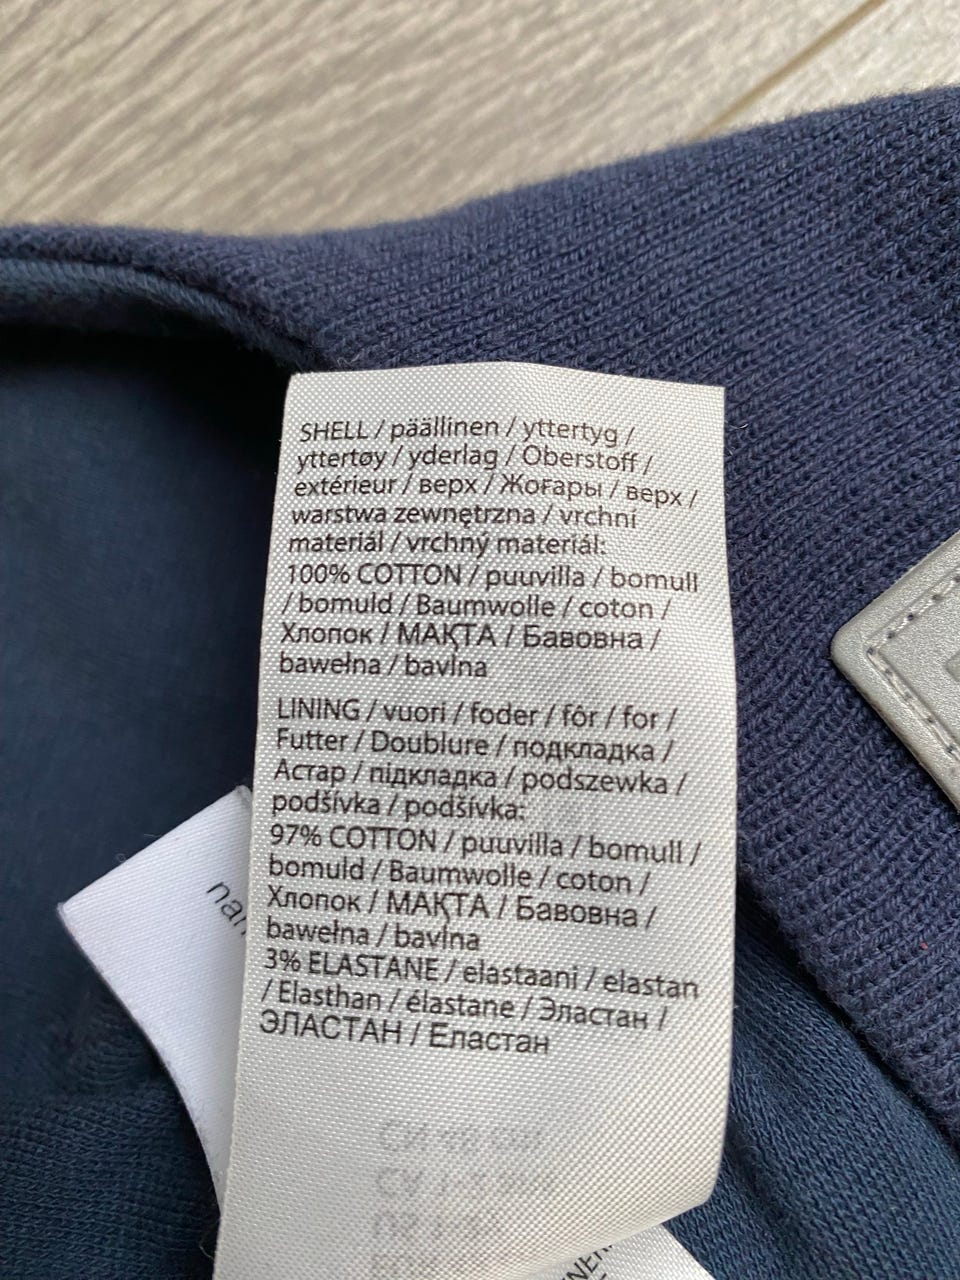 SHELL / päällinen / yttertyg /
yttertøy / yderlag / Oberstoff /
extérieur / верх / Жоғары / верх /
warstwa zewnętrzna / vrchní
materiál / vrchný materiál:
100% COTTON / puuvilla / bomull
/ bomuld / Baumwolle / coton /
Хлопок / МАҚТА / Бавовна /
bawełna / bavlna
LINING / vuori / foder / fôr / for /
Futter / Doublure / подкладка /
Астар / підкладка / podszewka /
podšívka / podšívka:
97% COTTON / puuvilla / bomull /
bomuld / Baumwolle / coton /
Хлопок / МАҚТА / Бавовна /
bawełna / bavlna
3% ELASTANE / elastaani / elastan
/ Elasthan / élastane / Эластан /
ЭЛАСТАН / Еластан